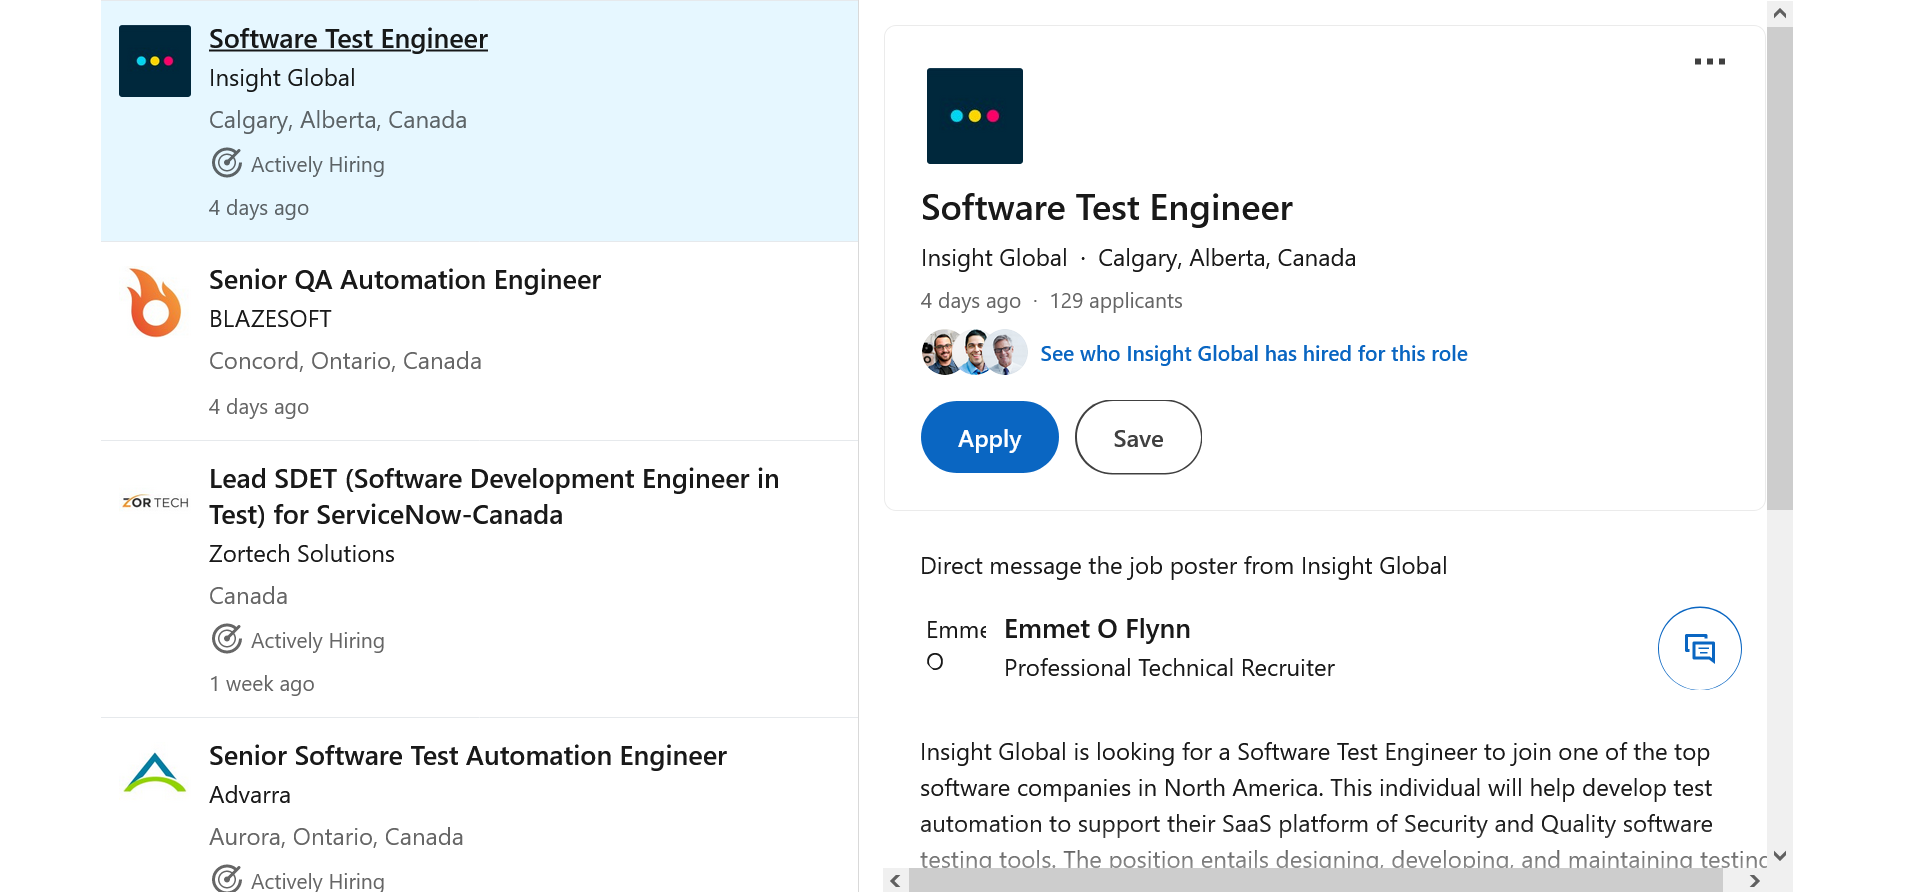 Software Test Engineer
Insight Global
Calgary, Alberta, Canada
Actively Hiring
4 days ago
Senior QA Automation Engineer
BLAZESOFT
Concord, Ontario, Canada
4 days ago
ZORTECH
Lead SDET (Software Development Engineer in
Test) for ServiceNow-Canada
Zortech Solutions
Canada
Actively Hiring
1 week ago
Senior Software Test Automation Engineer
Advarra
Aurora, Ontario, Canada
Actively Hiring
Software Test Engineer
Insight Global · Calgary, Alberta, Canada
4 days ago · 129 applicants
See who Insight Global has hired for this role
Apply Save
Direct message the job poster from Insight Global
Emme
O
Emmet O Flynn
Professional Technical Recruiter
Insight Global is looking for a Software Test Engineer to join one of the top
software companies in North America. This individual will help develop test
automation to support their SaaS platform of Security and Quality software
testing tools. The position entails designing, developing, and maintaining testing